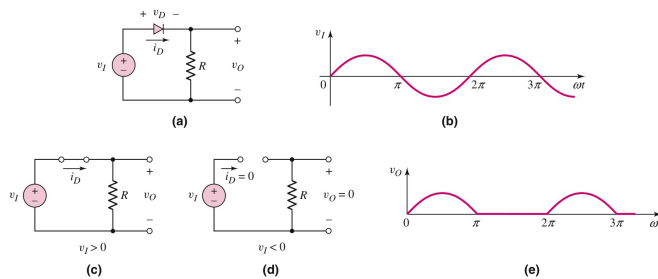 + v_D −
i_D
v_I
+
−
R
+
v_O
−
(a)
v_I
0
π
2π
3π
ωt
(b)
v_I
+
−
i_D
R
+
v_O
−
v_I > 0
(c)
v_I
+
−
i_D = 0
R
+
v_O = 0
−
v_I < 0
(d)
v_O
0
π
2π
3π
ω
(e)